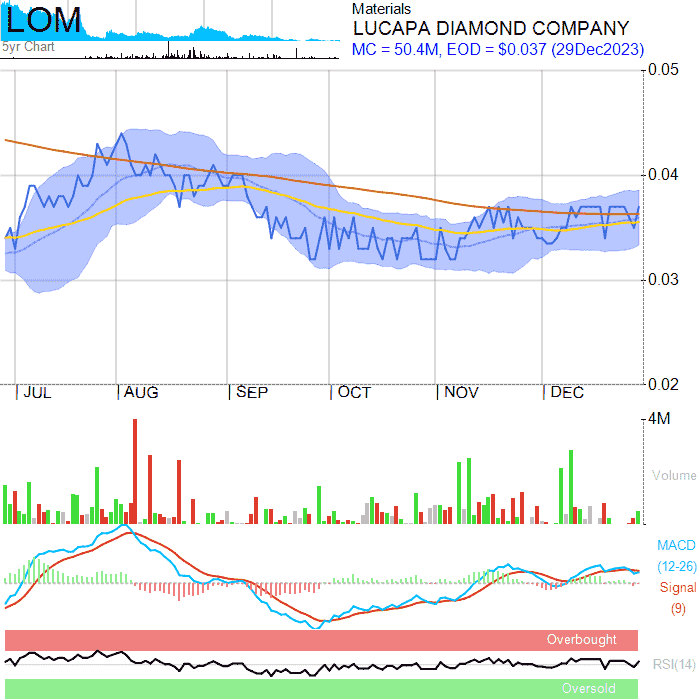 LOM
5yr Chart
Materials
LUCAPA DIAMOND COMPANY
MC = 50.4M, EOD = $0.037 (29Dec2023)
0.05
0.04
0.03
0.02
JUL AUG SEP OCT NOV DEC
4M
Volume
MACD
(12-26)
Signal
(9)
Overbought
RSI(14)
Oversold